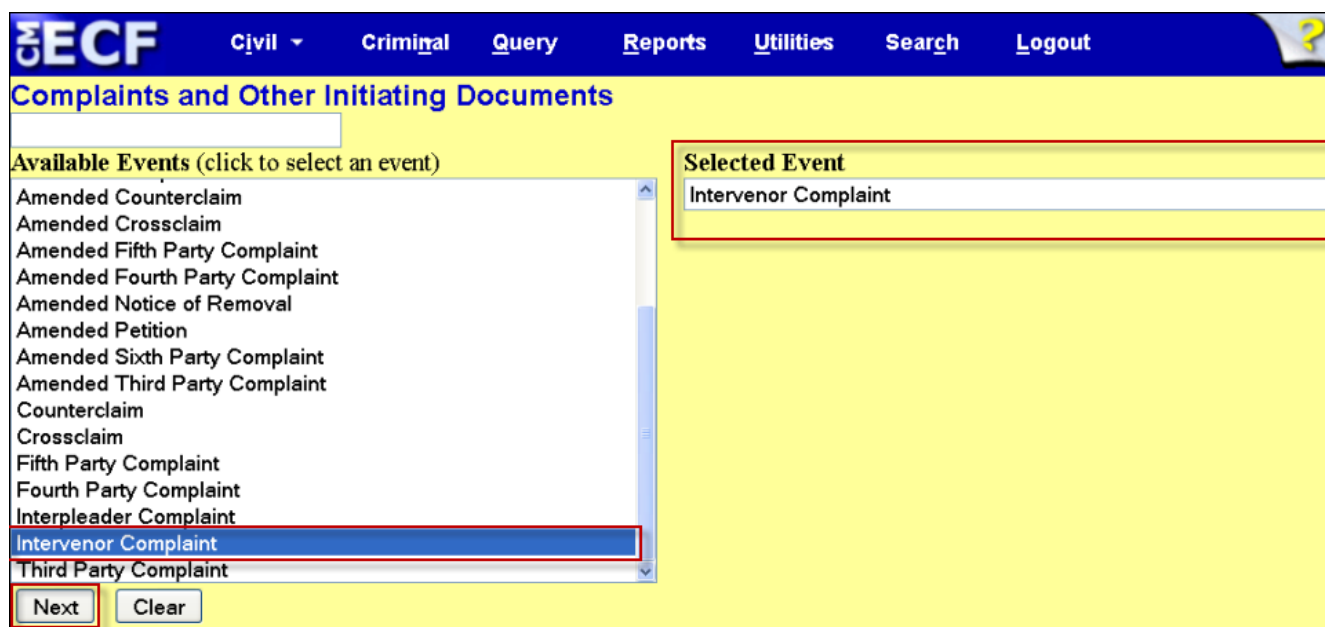 CM ECF Civil Criminal Query Reports Utilities Search Logout ?
Complaints and Other Initiating Documents
Available Events (click to select an event)
Amended Counterclaim
Amended Crossclaim
Amended Fifth Party Complaint
Amended Fourth Party Complaint
Amended Notice of Removal
Amended Petition
Amended Sixth Party Complaint
Amended Third Party Complaint
Counterclaim
Crossclaim
Fifth Party Complaint
Fourth Party Complaint
Interpleader Complaint
Intervenor Complaint
Third Party Complaint
Next Clear
Selected Event
Intervenor Complaint